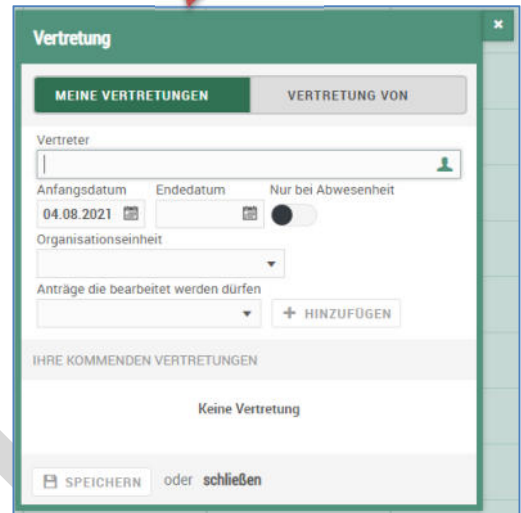 Vertretung
MEINE VERTRETUNGEN VERTRETUNG VON
Vertreter
Anfangsdatum Endedatum Nur bei Abwesenheit
04.08.2021
Organisationseinheit
Anträge die bearbeitet werden dürfen
+ HINZUFÜGEN
IHRE KOMMENDEN VERTRETUNGEN
Keine Vertretung
SPEICHERN oder schließen